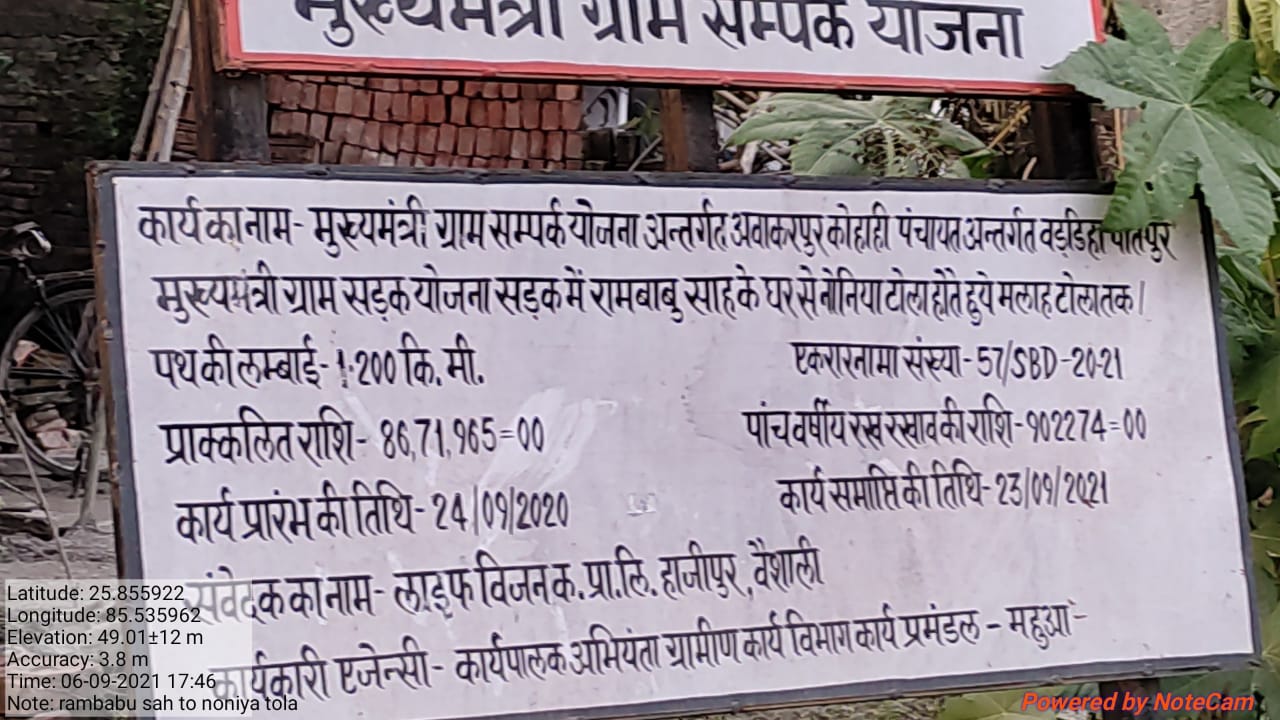 मुख्यमंत्री ग्राम सम्पर्क योजना
कार्य का नाम- मुख्यमंत्री ग्राम सम्पर्क योजना अन्तर्गत अवाकरपुर कोहाही पंचायत अन्तर्गत वड़डिहा पातेपुर
मुख्यमंत्री ग्राम सड़क योजना सड़क में रामबाबु साह के घर से नोनिया टोला होते हुये मलाह टोला तक।
पथ की लम्बाई- 1.200 कि. मी. एकरारनामा संख्या - 57/SBD-20-21
प्राक्कलित राशि- 86,71,965=00 पांच वर्षीय रख रखाव की राशि-902274=00
कार्य प्रारंभ की तिथि- 24/09/2020 कार्य समाप्ति की तिथि- 23/09/2021
संवेदक का नाम- लाइफ विजन क. प्रा. लि. हाजीपुर, वैशाली
कार्यकारी एजेन्सी- कार्यपालक अभियंता ग्रामीण कार्य विभाग कार्य प्रमंडल - महुआ -
Latitude: 25.855922
Longitude: 85.535962
Elevation: 49.01±12 m
Accuracy: 3.8 m
Time: 06-09-2021 17:46
Note: rambabu sah to noniya tola
Powered by NoteCam